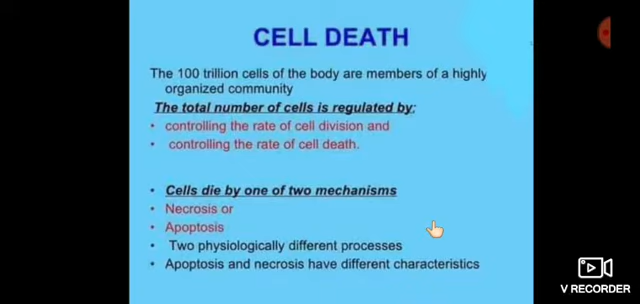 CELL DEATH
The 100 trillion cells of the body are members of a highly
organized community
The total number of cells is regulated by:
• controlling the rate of cell division and
• controlling the rate of cell death.
• Cells die by one of two mechanisms
• Necrosis or
• Apoptosis
• Two physiologically different processes
• Apoptosis and necrosis have different characteristics
V RECORDER